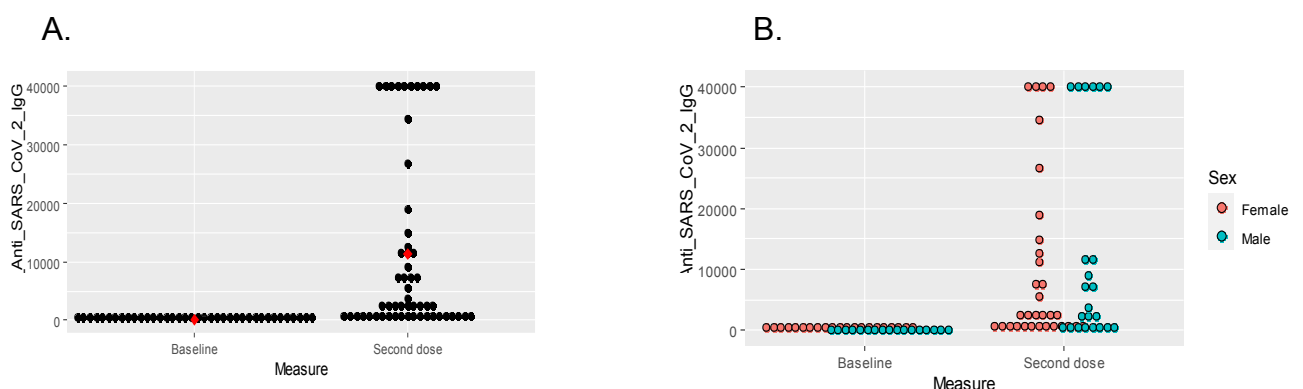 A.
Anti_SARS_CoV_2_IgG
40000
30000
20000
10000
0
Baseline
Second dose
Measure
B.
Anti_SARS_CoV_2_IgG
40000
30000
20000
10000
0
Baseline
Second dose
Measure
Sex
Female
Male